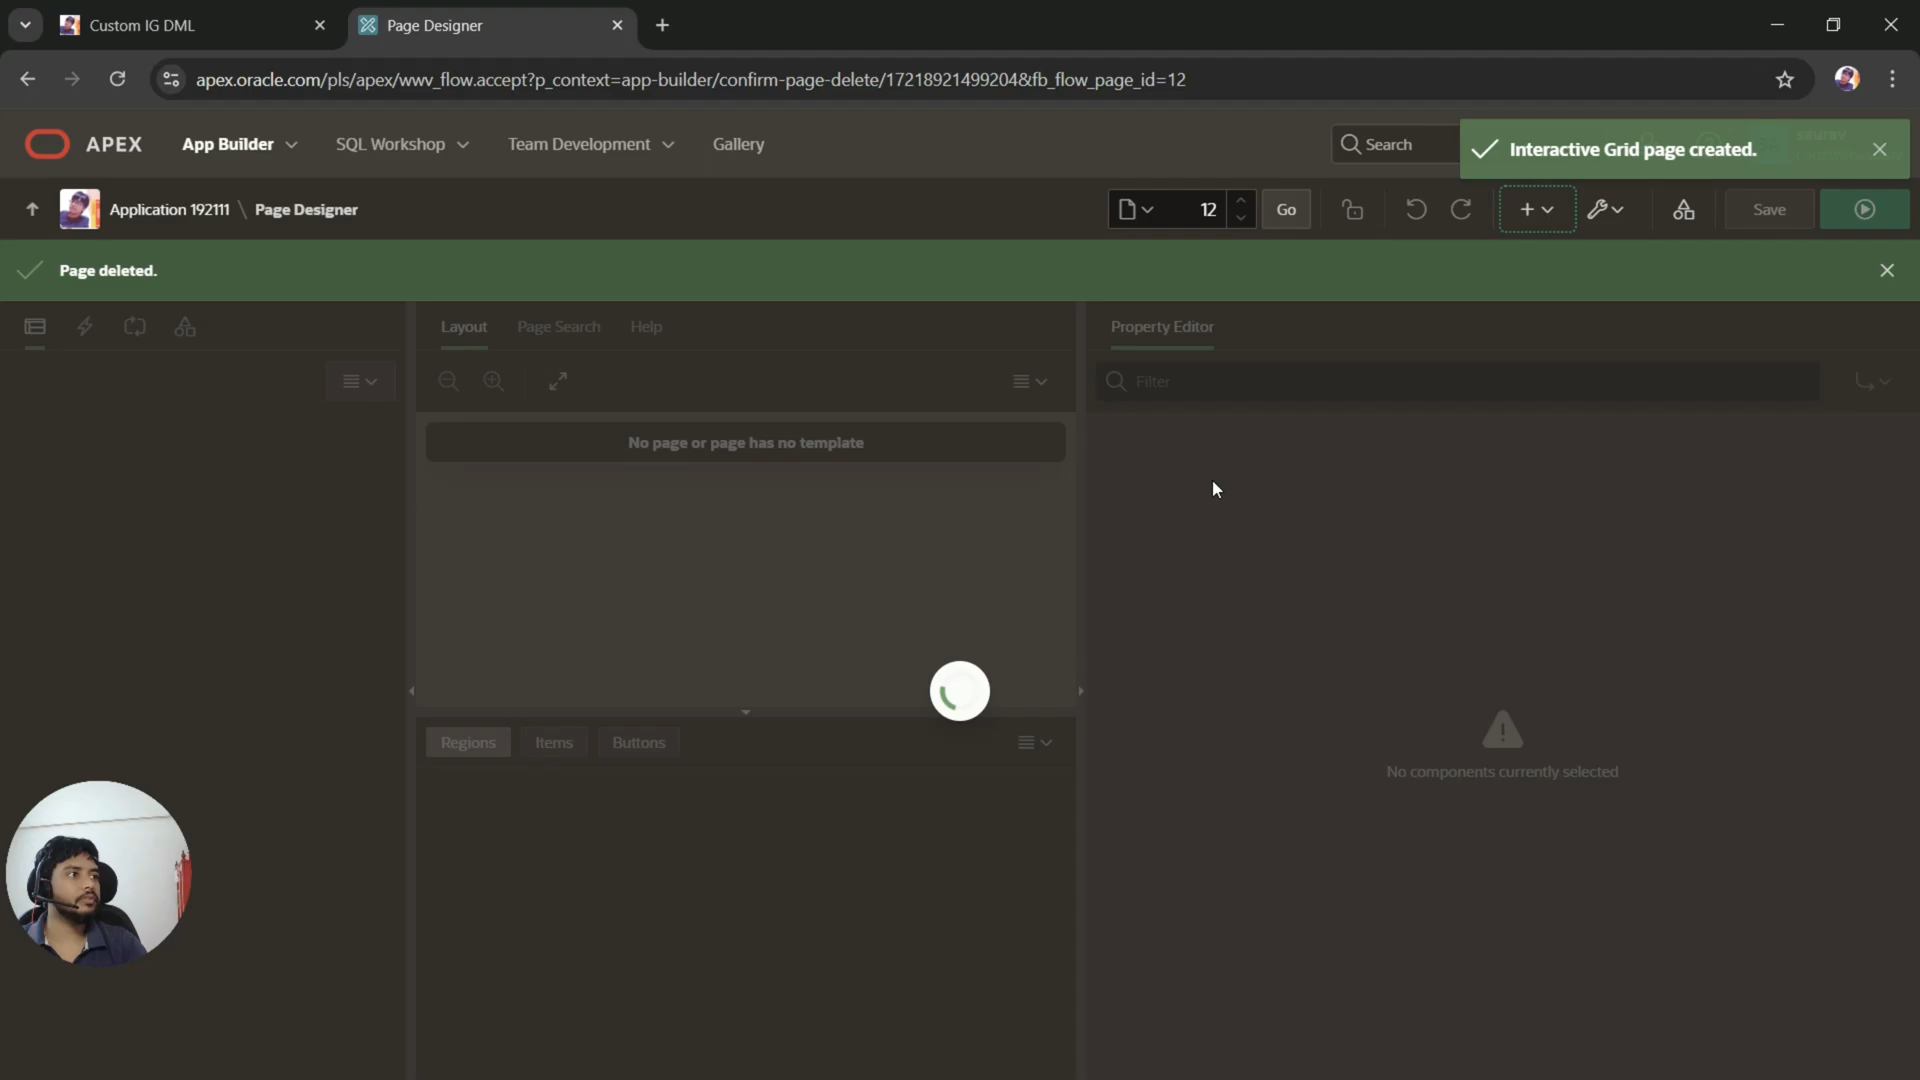 Custom IG DML
Page Designer
apex.oracle.com/pls/apex/wwv_flow.accept?p_context=app-builder/confirm-page-delete/1721892149920​4&fb_flow_page_id=12
APEX App Builder SQL Workshop Team Development Gallery Search
Interactive Grid page created.
Application 192111 \ Page Designer 12 Go Save
Page deleted.
Layout Page Search Help
Property Editor
Filter
No page or page has no template
No components currently selected
Regions Items Buttons